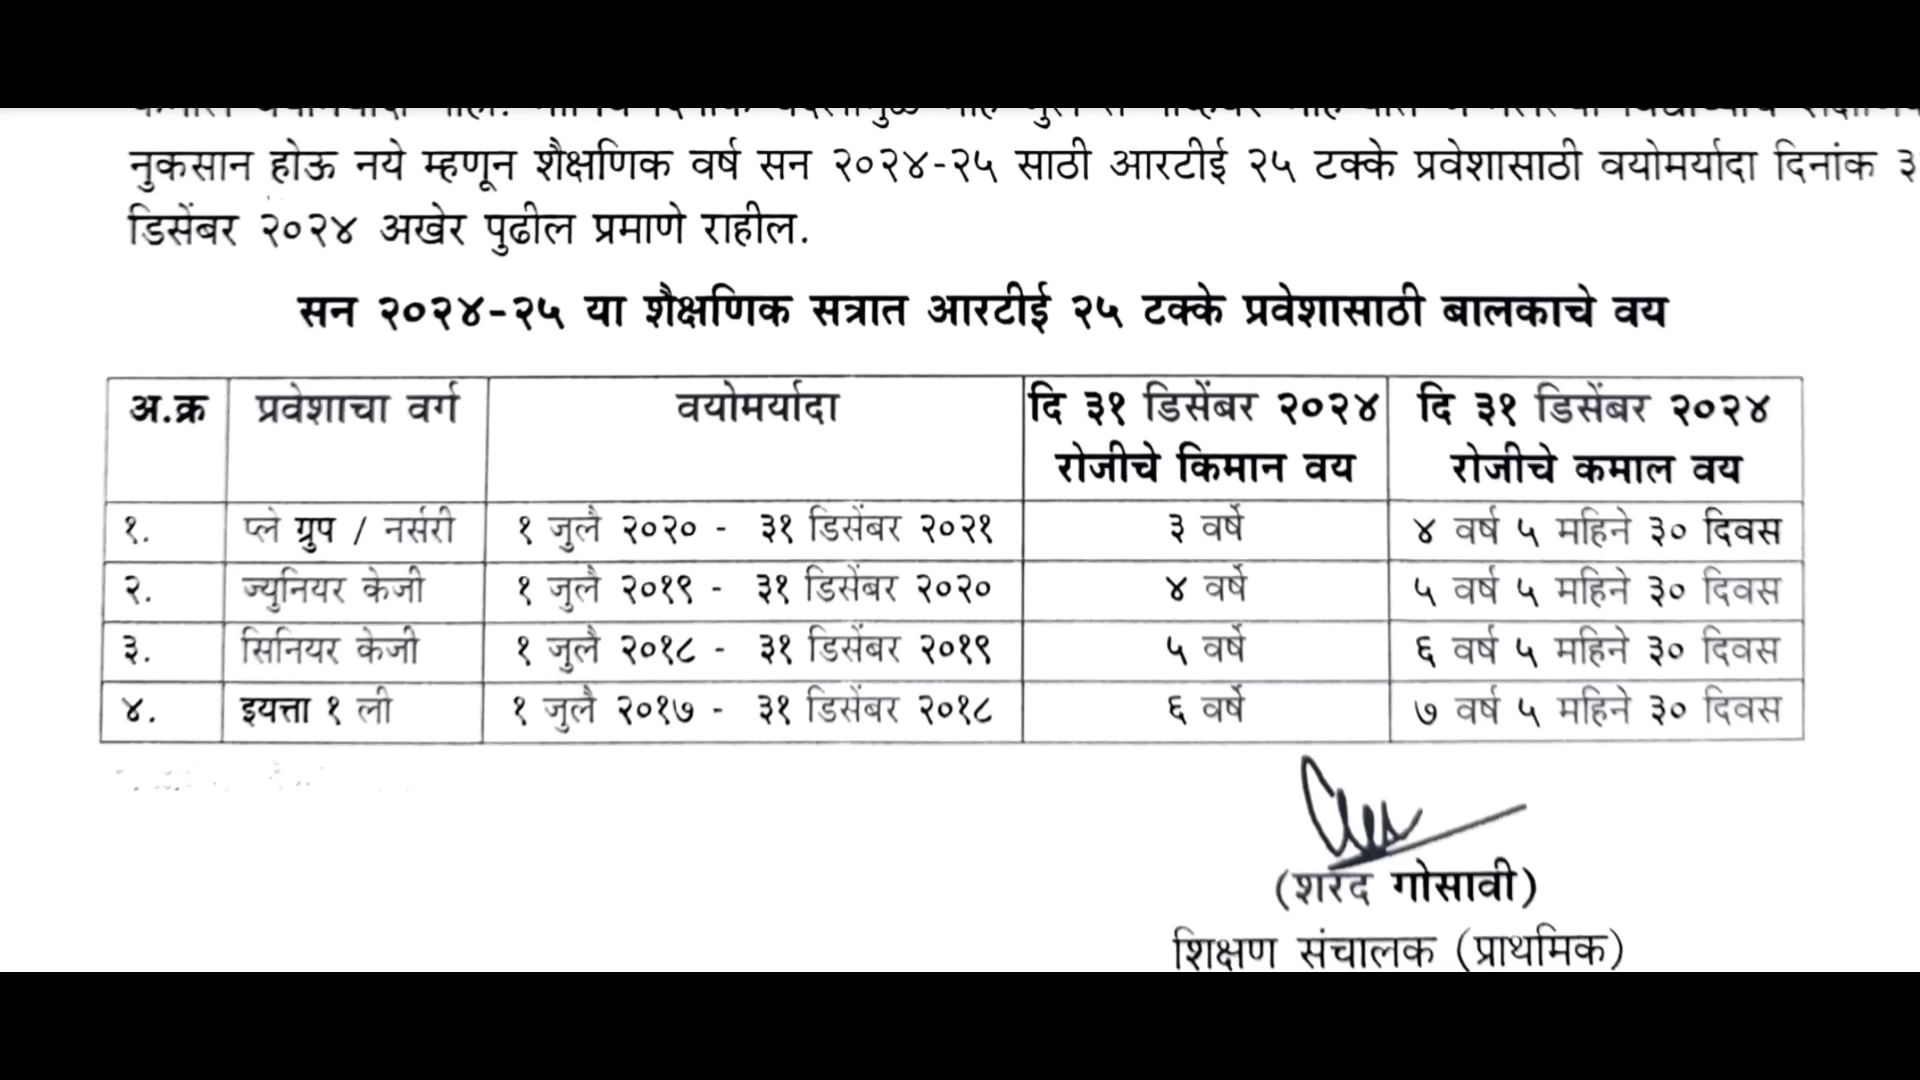 नुकसान होऊ नये म्हणून शैक्षणिक वर्ष सन २०२४-२५ साठी आरटीई २५ टक्के प्रवेशासाठी वयोमर्यादा दिनांक
डिसेंबर २०२४ अखेर पुढील प्रमाणे राहील.
सन २०२४-२५ या शैक्षणिक सत्रात आरटीई २५ टक्के प्रवेशासाठी बालकाचे वय
अ.क्र प्रवेशाचा वर्ग वयोमर्यादा दि ३१ डिसेंबर २०२४ रोजीचे किमान वय दि ३१ डिसेंबर २०२४ रोजीचे कमाल वय
१. प्ले ग्रुप / नर्सरी १ जुलै २०२० - ३१ डिसेंबर २०२१ ३ वर्षे ४ वर्ष ५ महिने ३० दिवस
२. ज्युनियर केजी १ जुलै २०१९ - ३१ डिसेंबर २०२० ४ वर्षे ५ वर्ष ५ महिने ३० दिवस
३. सिनियर केजी १ जुलै २०१८ - ३१ डिसेंबर २०१९ ५ वर्षे ६ वर्ष ५ महिने ३० दिवस
४. इयत्ता १ ली १ जुलै २०१७ - ३१ डिसेंबर २०१८ ६ वर्षे ७ वर्ष ५ महिने ३० दिवस
(शरद गोसावी)
शिक्षण संचालक (प्राथमिक)